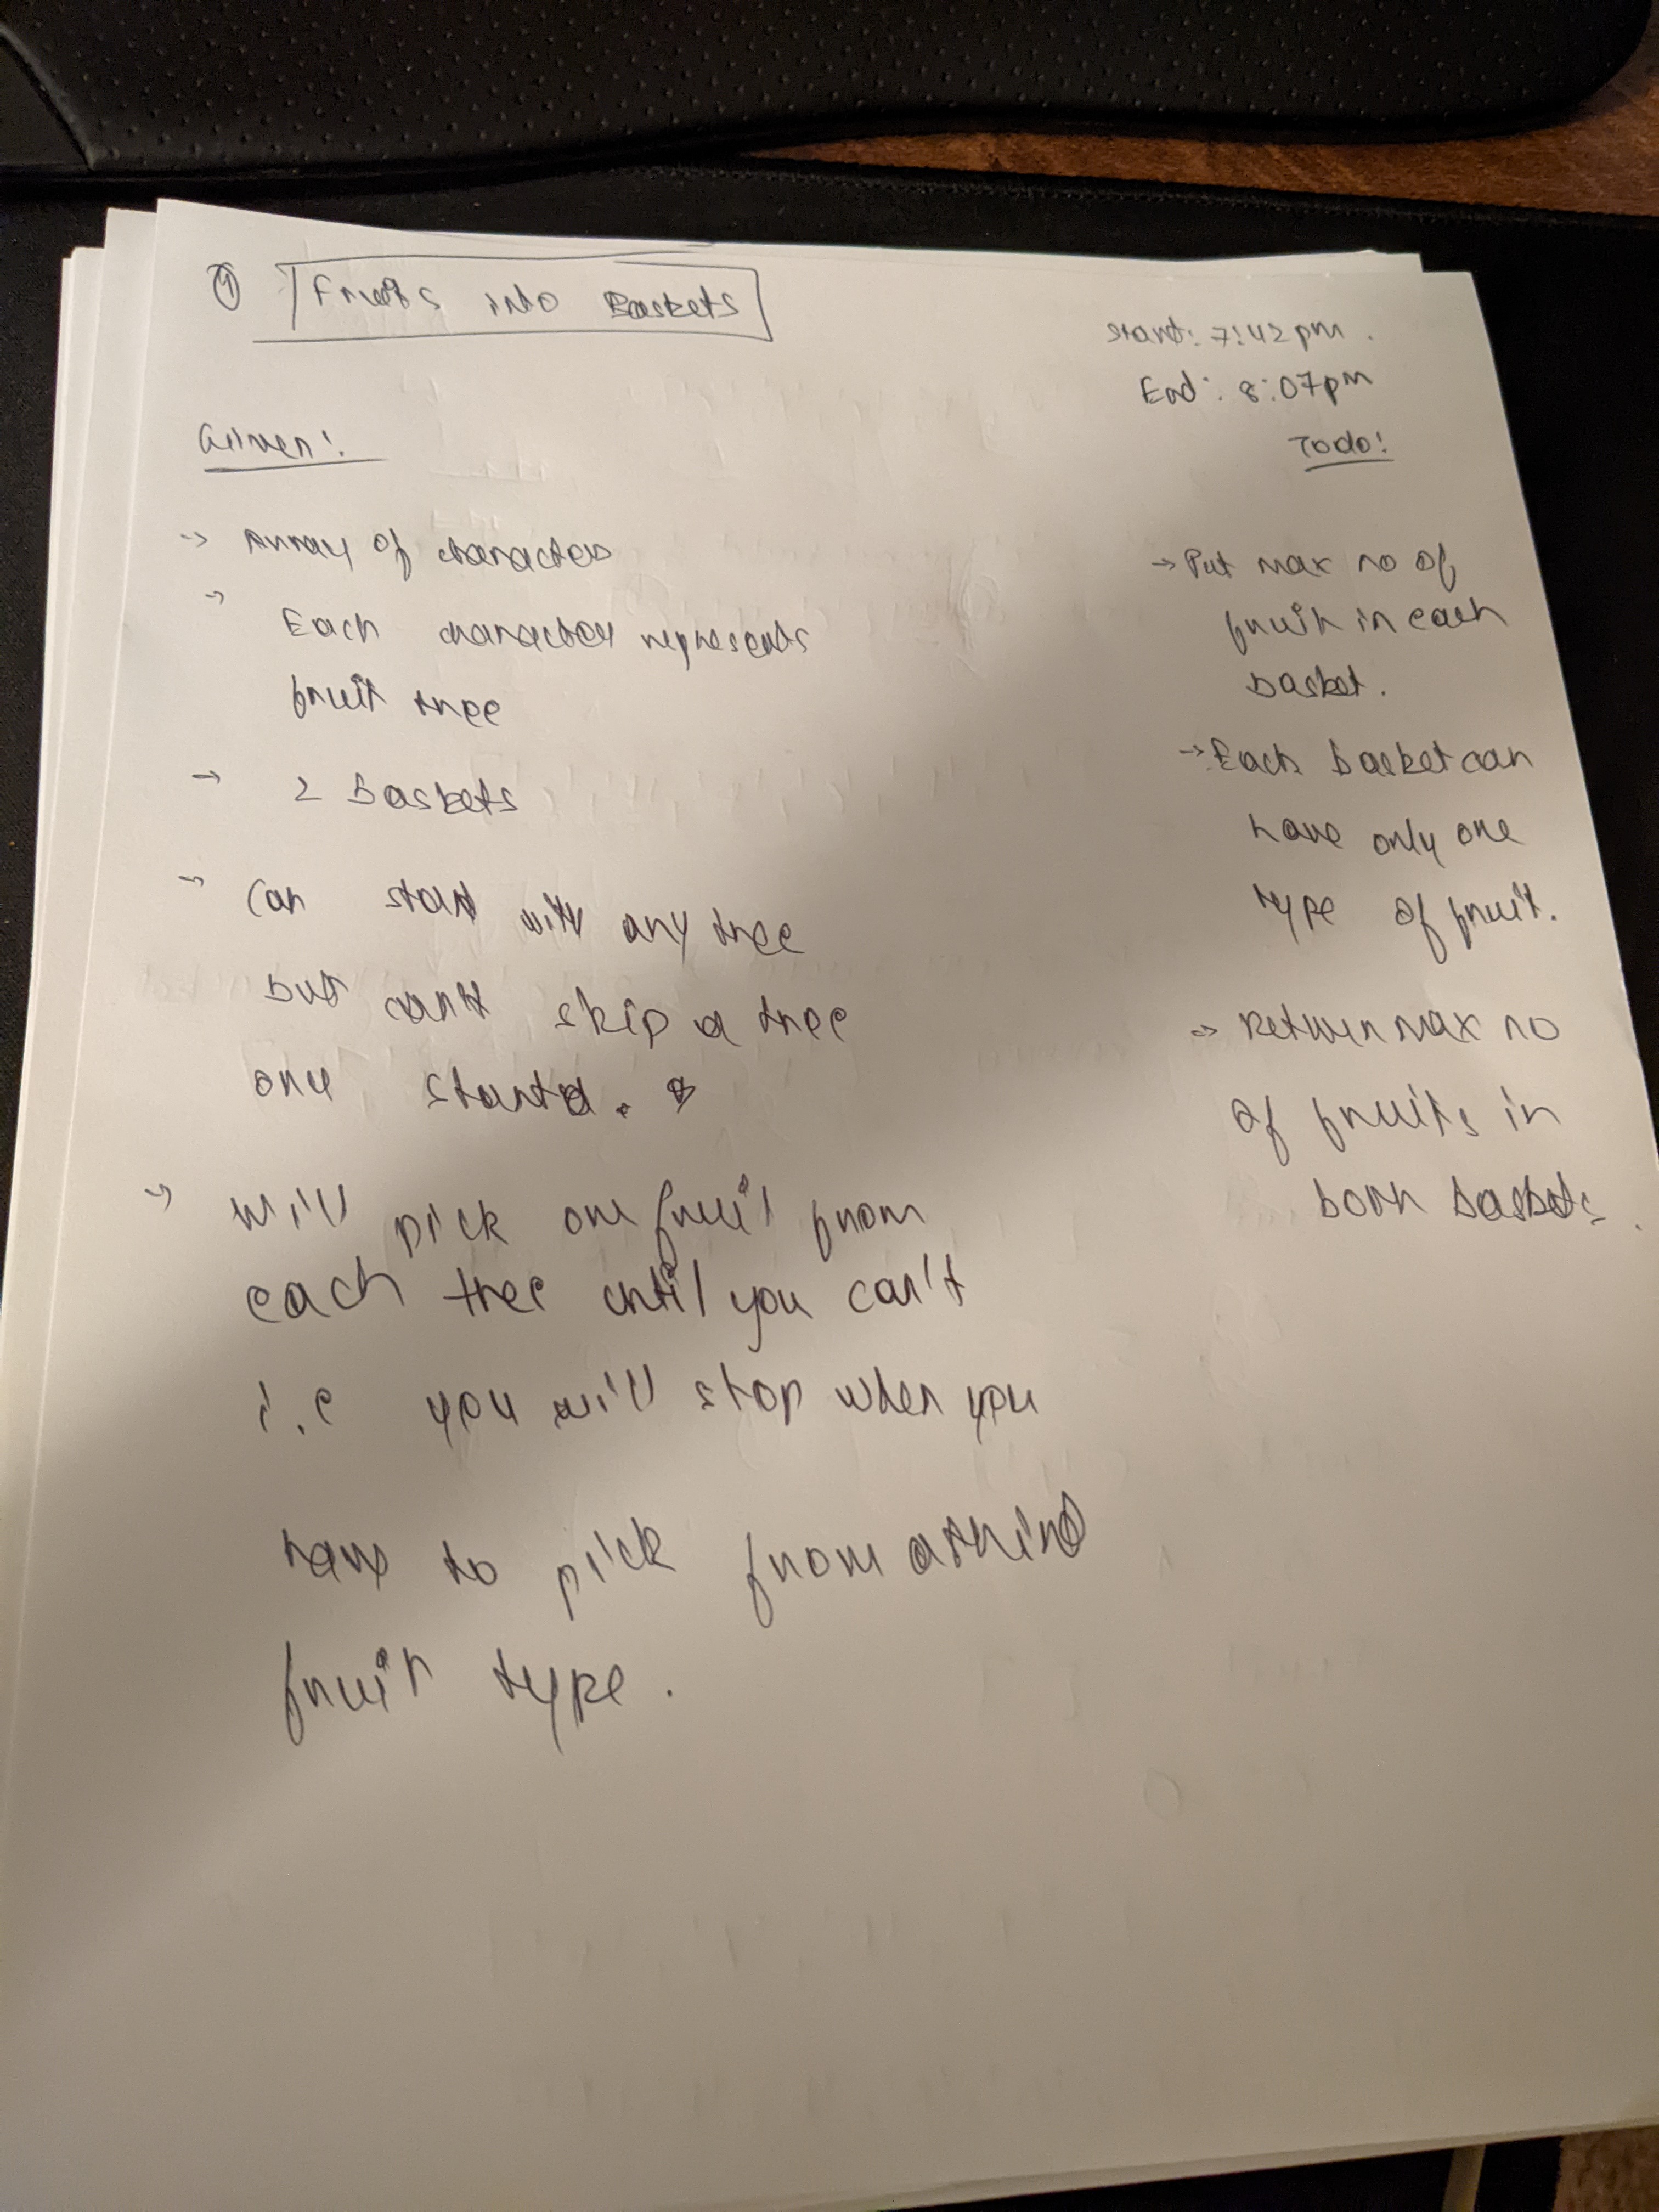 ① Fruits into Baskets
Start: 7:42 pm.
End: 8:07pm
Given:
→ Array of characters
→ Each character represents
fruit tree
→ 2 baskets
→ Can start with any tree
but can't skip a tree
once started.
→ Will pick one fruit from
each tree until you can't
i.e you will stop when you
have to pick from a third
fruit type.
Todo:
→ Put max no of
fruit in each
basket.
→ Each basket can
have only one
type of fruit.
→ Return max no
of fruits in
both baskets.